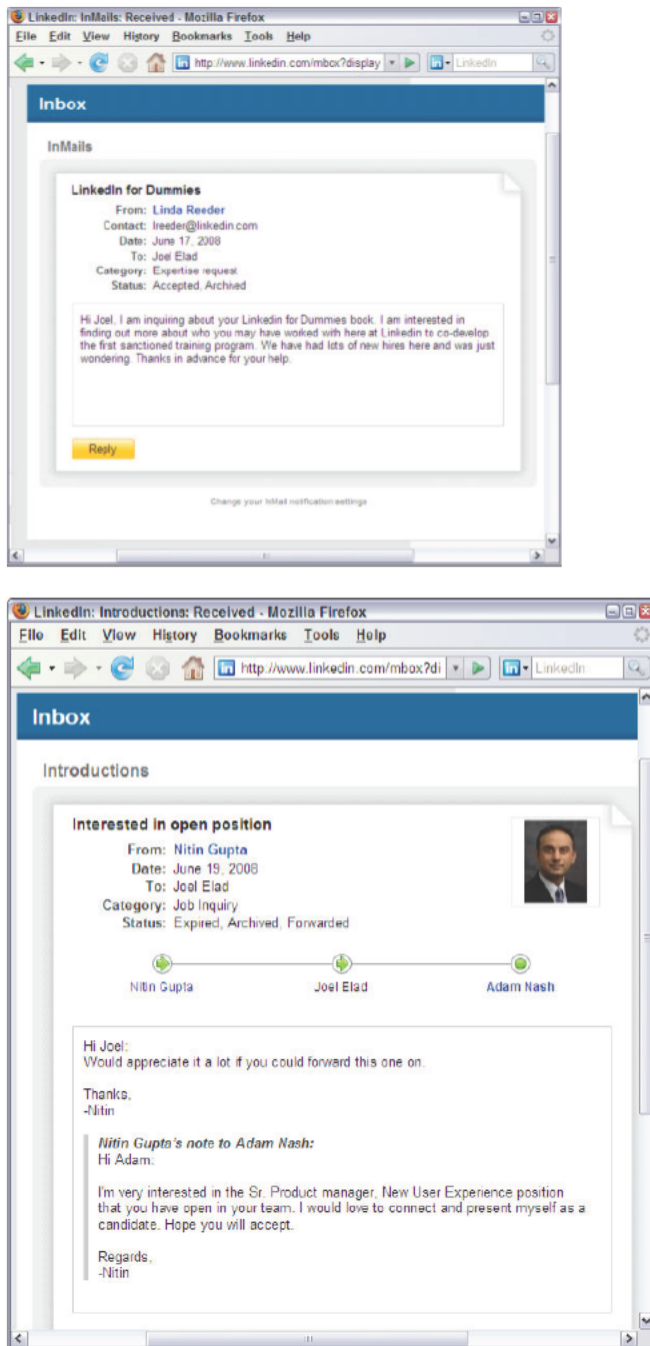 LinkedIn: InMails: Received - Mozilla Firefox
File Edit View History Bookmarks Tools Help
http://www.linkedin.com/mbox?display
LinkedIn
Inbox
InMails
LinkedIn for Dummies
From: Linda Reeder
Contact: lreeder@linkedin.com
Date: June 17, 2008
To: Joel Elad
Category: Expertise request
Status: Accepted, Archived
Hi Joel, I am inquiring about your Linkedin for Dummies book. I am interested in
finding out more about who you may have worked with here at Linkedin to co-develop
the first sanctioned training program. We have had lots of new hires here and was just
wondering. Thanks in advance for your help.
Reply
Change your InMail notification settings
LinkedIn: Introductions: Received - Mozilla Firefox
File Edit View History Bookmarks Tools Help
http://www.linkedin.com/mbox?di
LinkedIn
Inbox
Introductions
Interested in open position
From: Nitin Gupta
Date: June 19, 2008
To: Joel Elad
Category: Job Inquiry
Status: Expired, Archived, Forwarded
Nitin Gupta Joel Elad Adam Nash
Hi Joel:
Would appreciate it a lot if you could forward this one on.
Thanks,
-Nitin
Nitin Gupta's note to Adam Nash:
Hi Adam:
I'm very interested in the Sr. Product manager, New User Experience position
that you have open in your team. I would love to connect and present myself as a
candidate. Hope you will accept.
Regards,
-Nitin